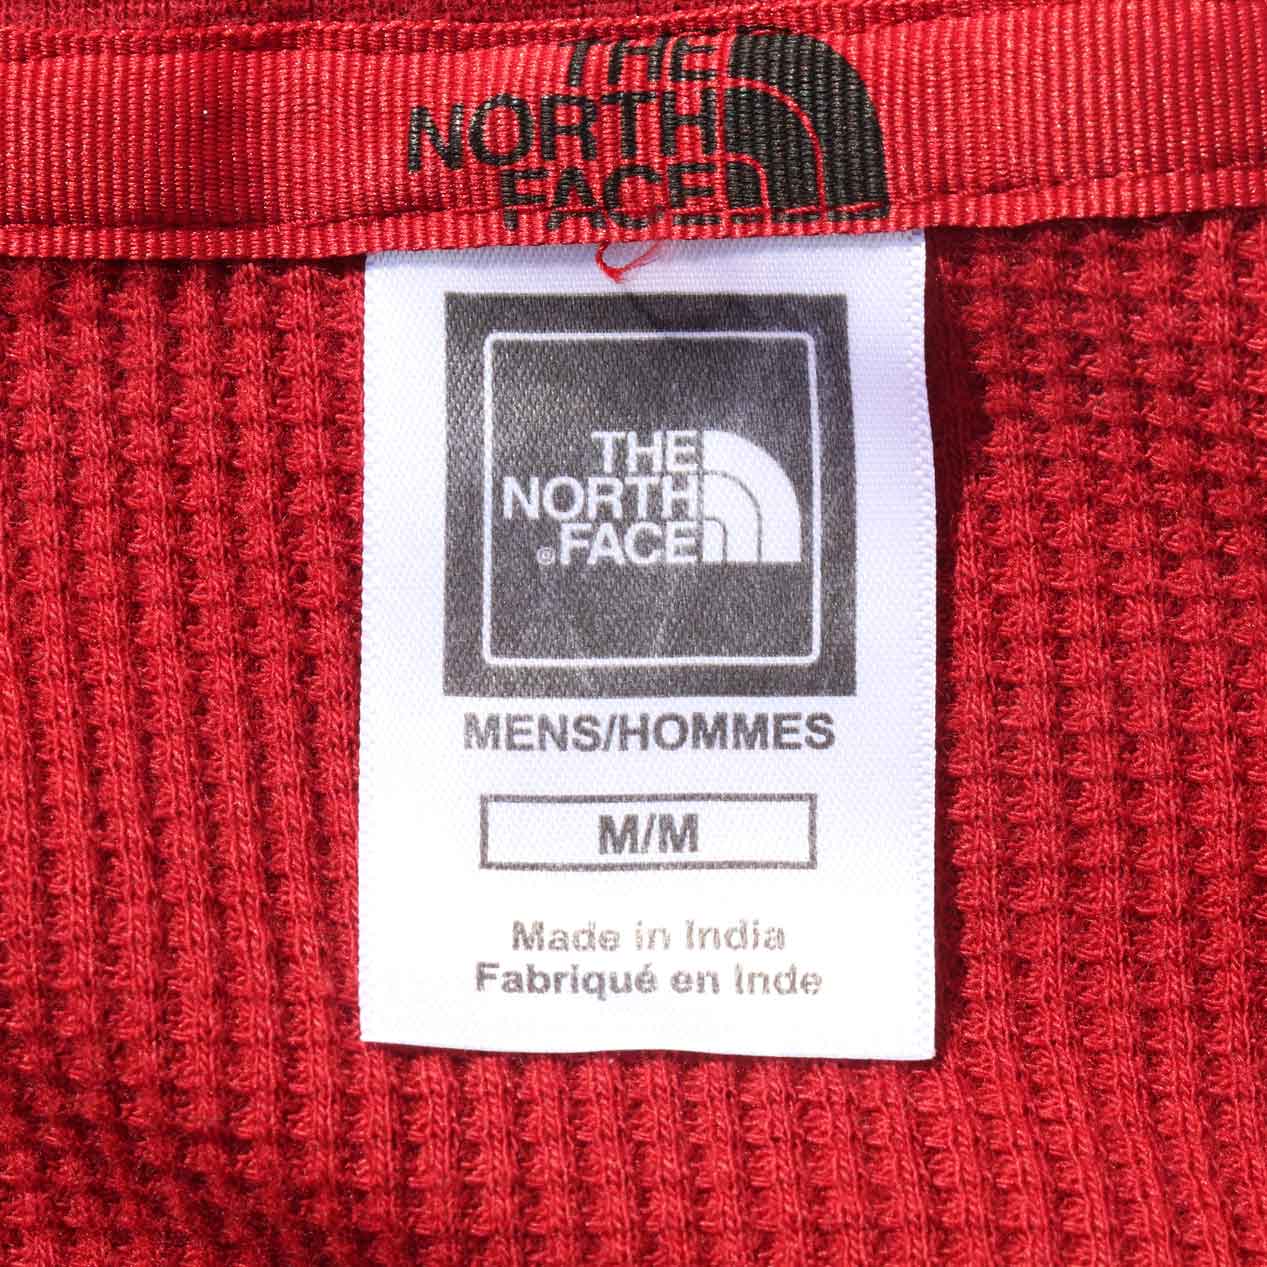 THE
NORTH
FACE
THE
NORTH
®FACE
MENS/HOMMES
M/M
Made in India
Fabriqué en Inde